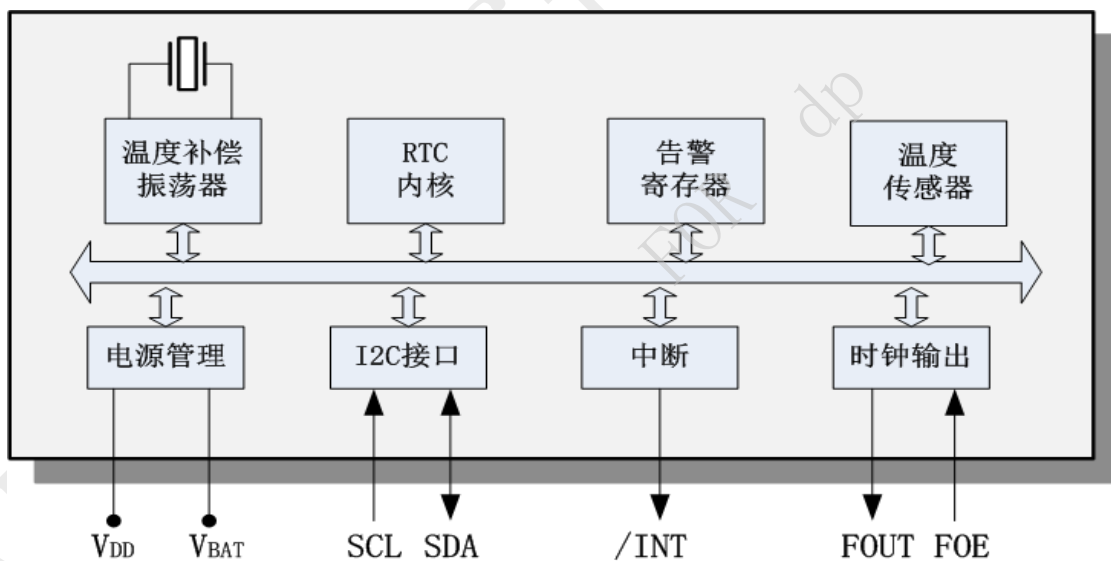 温度补偿
振荡器
RTC
内核
告警
寄存器
温度
传感器
电源管理
I2C接口
中断
时钟输出
VDD
VBAT
SCL
SDA
/INT
FOUT
FOE
FOR
dp